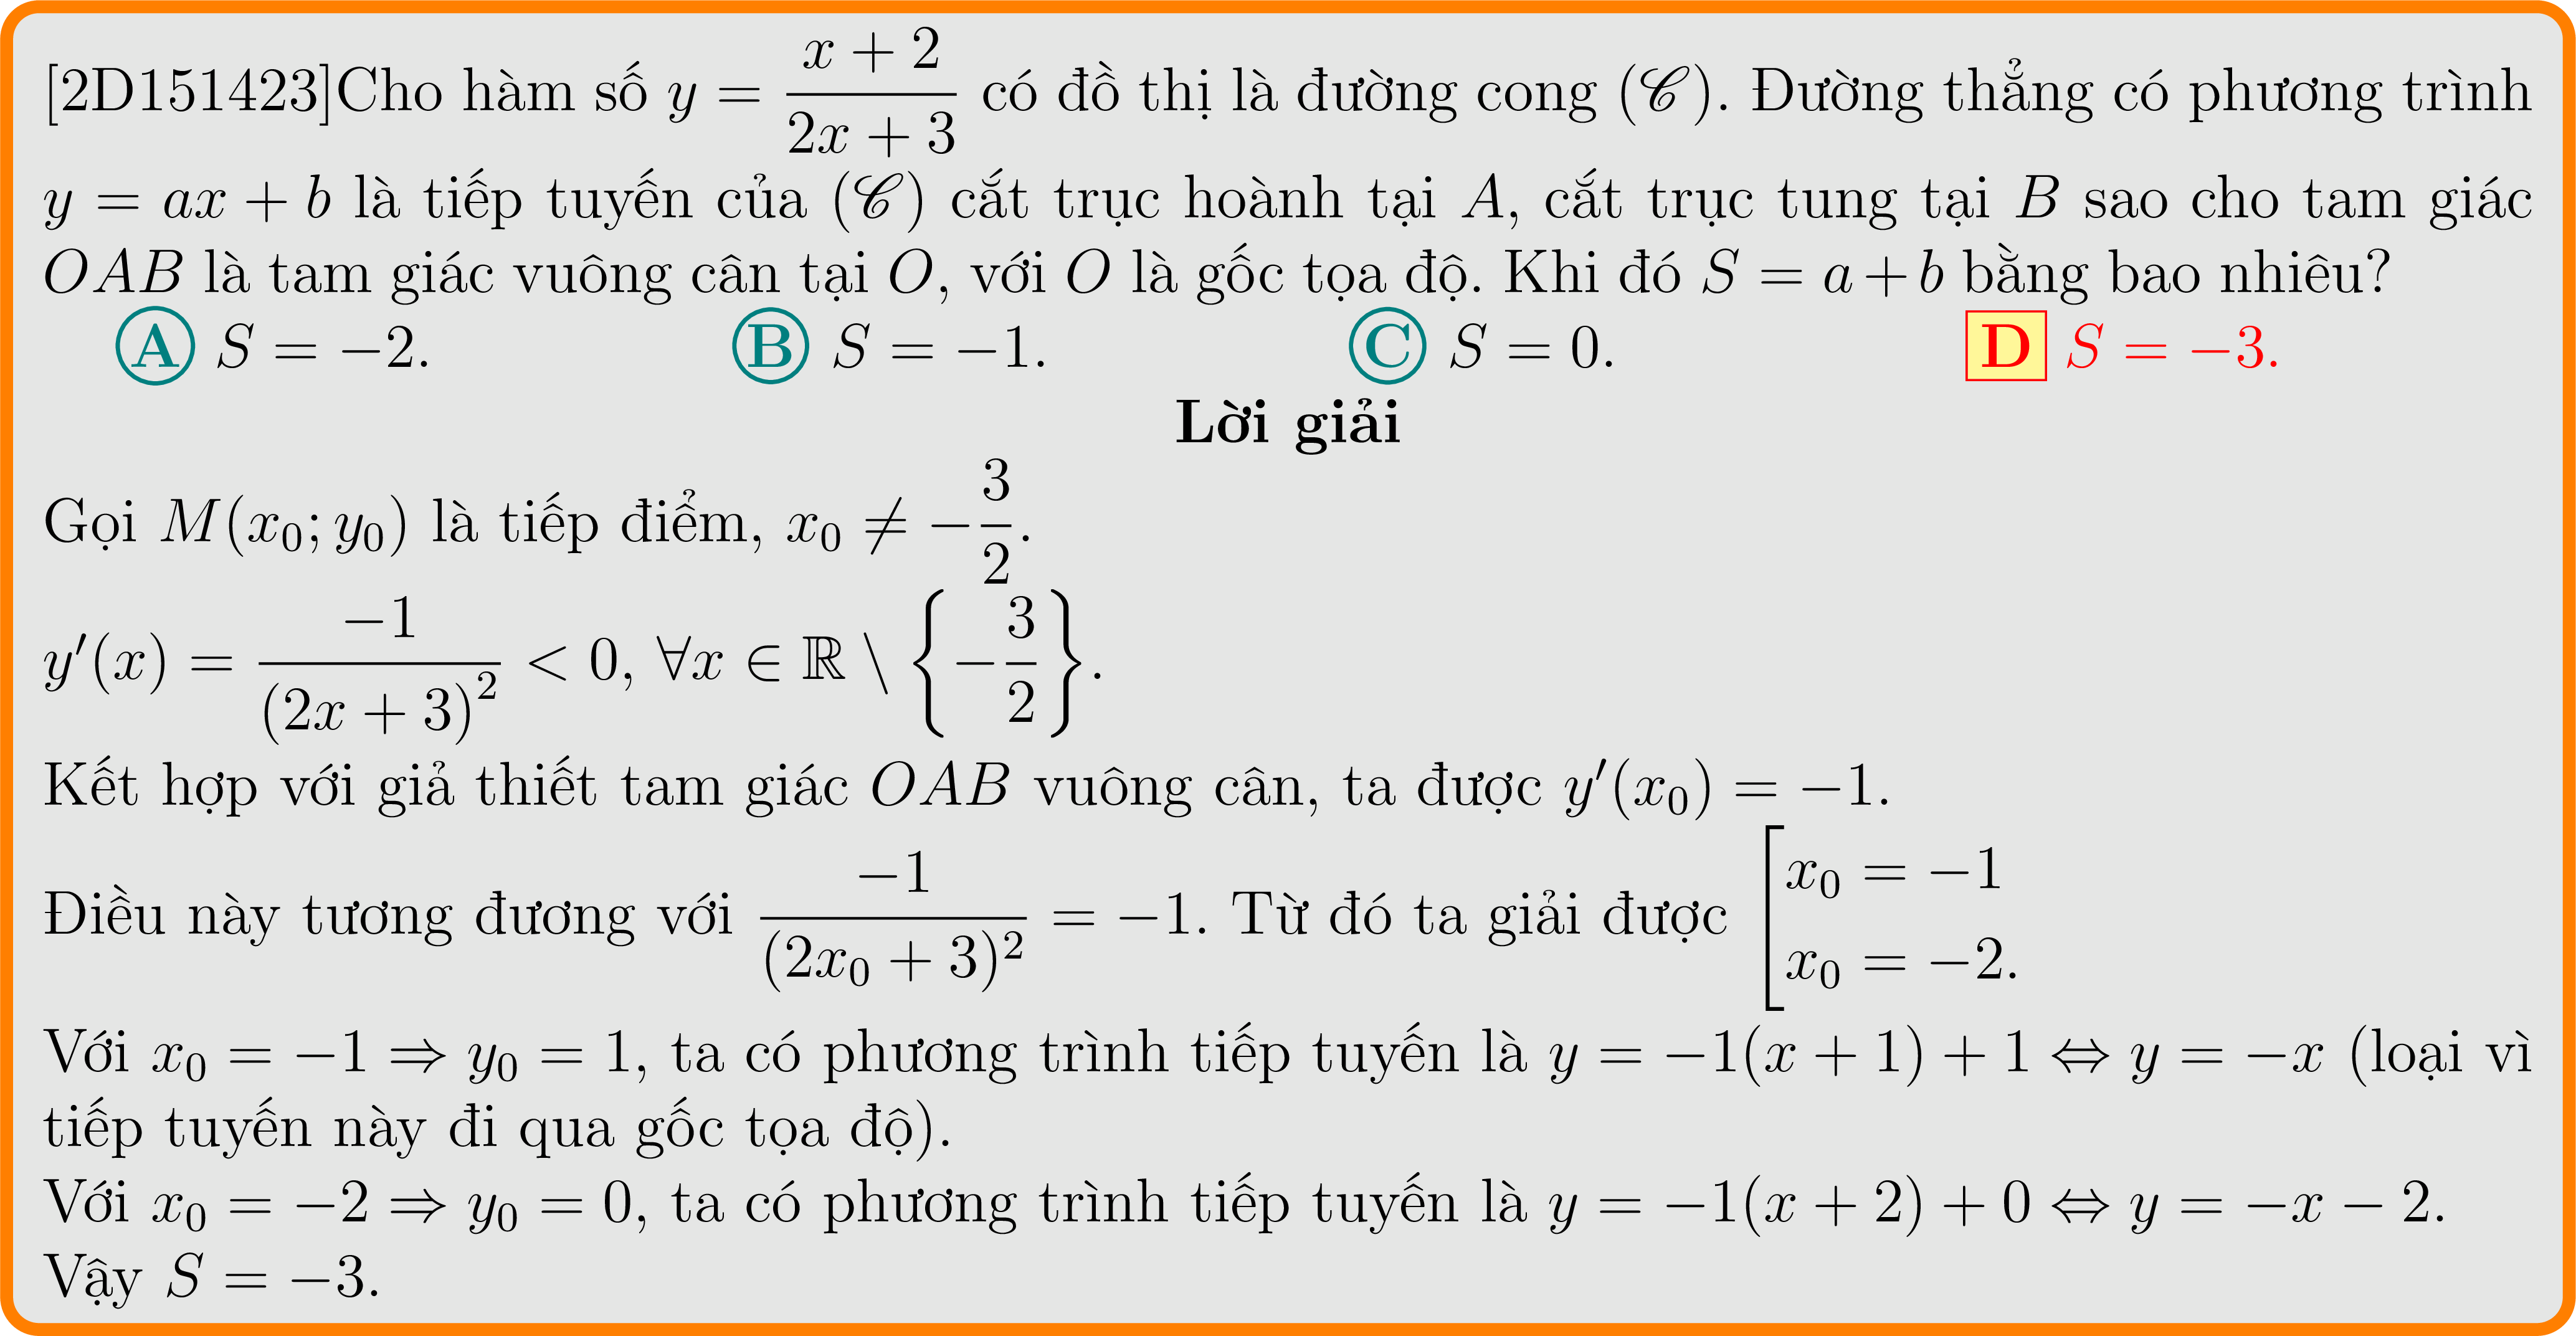 [2D151423]Cho hàm số $y = \dfrac{x+2}{2x+3}$ có đồ thị là đường cong $(\mathscr{C})$. Đường thẳng có phương trình
$y = ax + b$ là tiếp tuyến của $(\mathscr{C})$ cắt trục hoành tại $A$, cắt trục tung tại $B$ sao cho tam giác
$OAB$ là tam giác vuông cân tại $O$, với $O$ là gốc tọa độ. Khi đó $S = a + b$ bằng bao nhiêu?
A $S = -2$. B $S = -1$. C $S = 0$. D $S = -3$.
Lời giải
Gọi $M(x_0; y_0)$ là tiếp điểm, $x_0 \neq -\dfrac{3}{2}$.
$y'(x) = \dfrac{-1}{(2x+3)^2} < 0, \forall x \in \mathbb{R} \setminus \left\{-\dfrac{3}{2}\right\}$.
Kết hợp với giả thiết tam giác $OAB$ vuông cân, ta được $y'(x_0) = -1$.
Điều này tương đương với $\dfrac{-1}{(2x_0+3)^2} = -1$. Từ đó ta giải được $\left[\begin{array}{l} x_0 = -1 \\ x_0 = -2. \end{array}\right.$
Với $x_0 = -1 \Rightarrow y_0 = 1$, ta có phương trình tiếp tuyến là $y = -1(x+1)+1 \Leftrightarrow y = -x$ (loại vì
tiếp tuyến này đi qua gốc tọa độ).
Với $x_0 = -2 \Rightarrow y_0 = 0$, ta có phương trình tiếp tuyến là $y = -1(x+2)+0 \Leftrightarrow y = -x-2$.
Vậy $S = -3$.